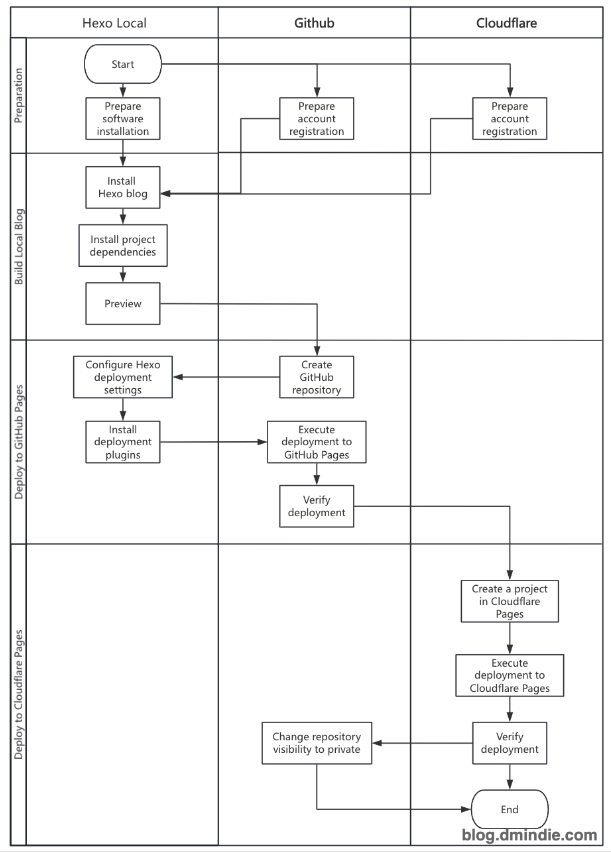 Hexo Local
Github
Cloudflare
Preparation
Start
Prepare
software
installation
Prepare
account
registration
Prepare
account
registration
Build Local Blog
Install
Hexo blog
Install project
dependencies
Preview
Deploy to GitHub Pages
Configure Hexo
deployment
settings
Create
GitHub
repository
Install
deployment
plugins
Execute
deployment to
GitHub Pages
Verify
deployment
Deploy to Cloudflare Pages
Create a project
in Cloudflare
Pages
Execute
deployment to
Cloudflare Pages
Change repository
visibility to private
Verify
deployment
End
blog.dmindie.com